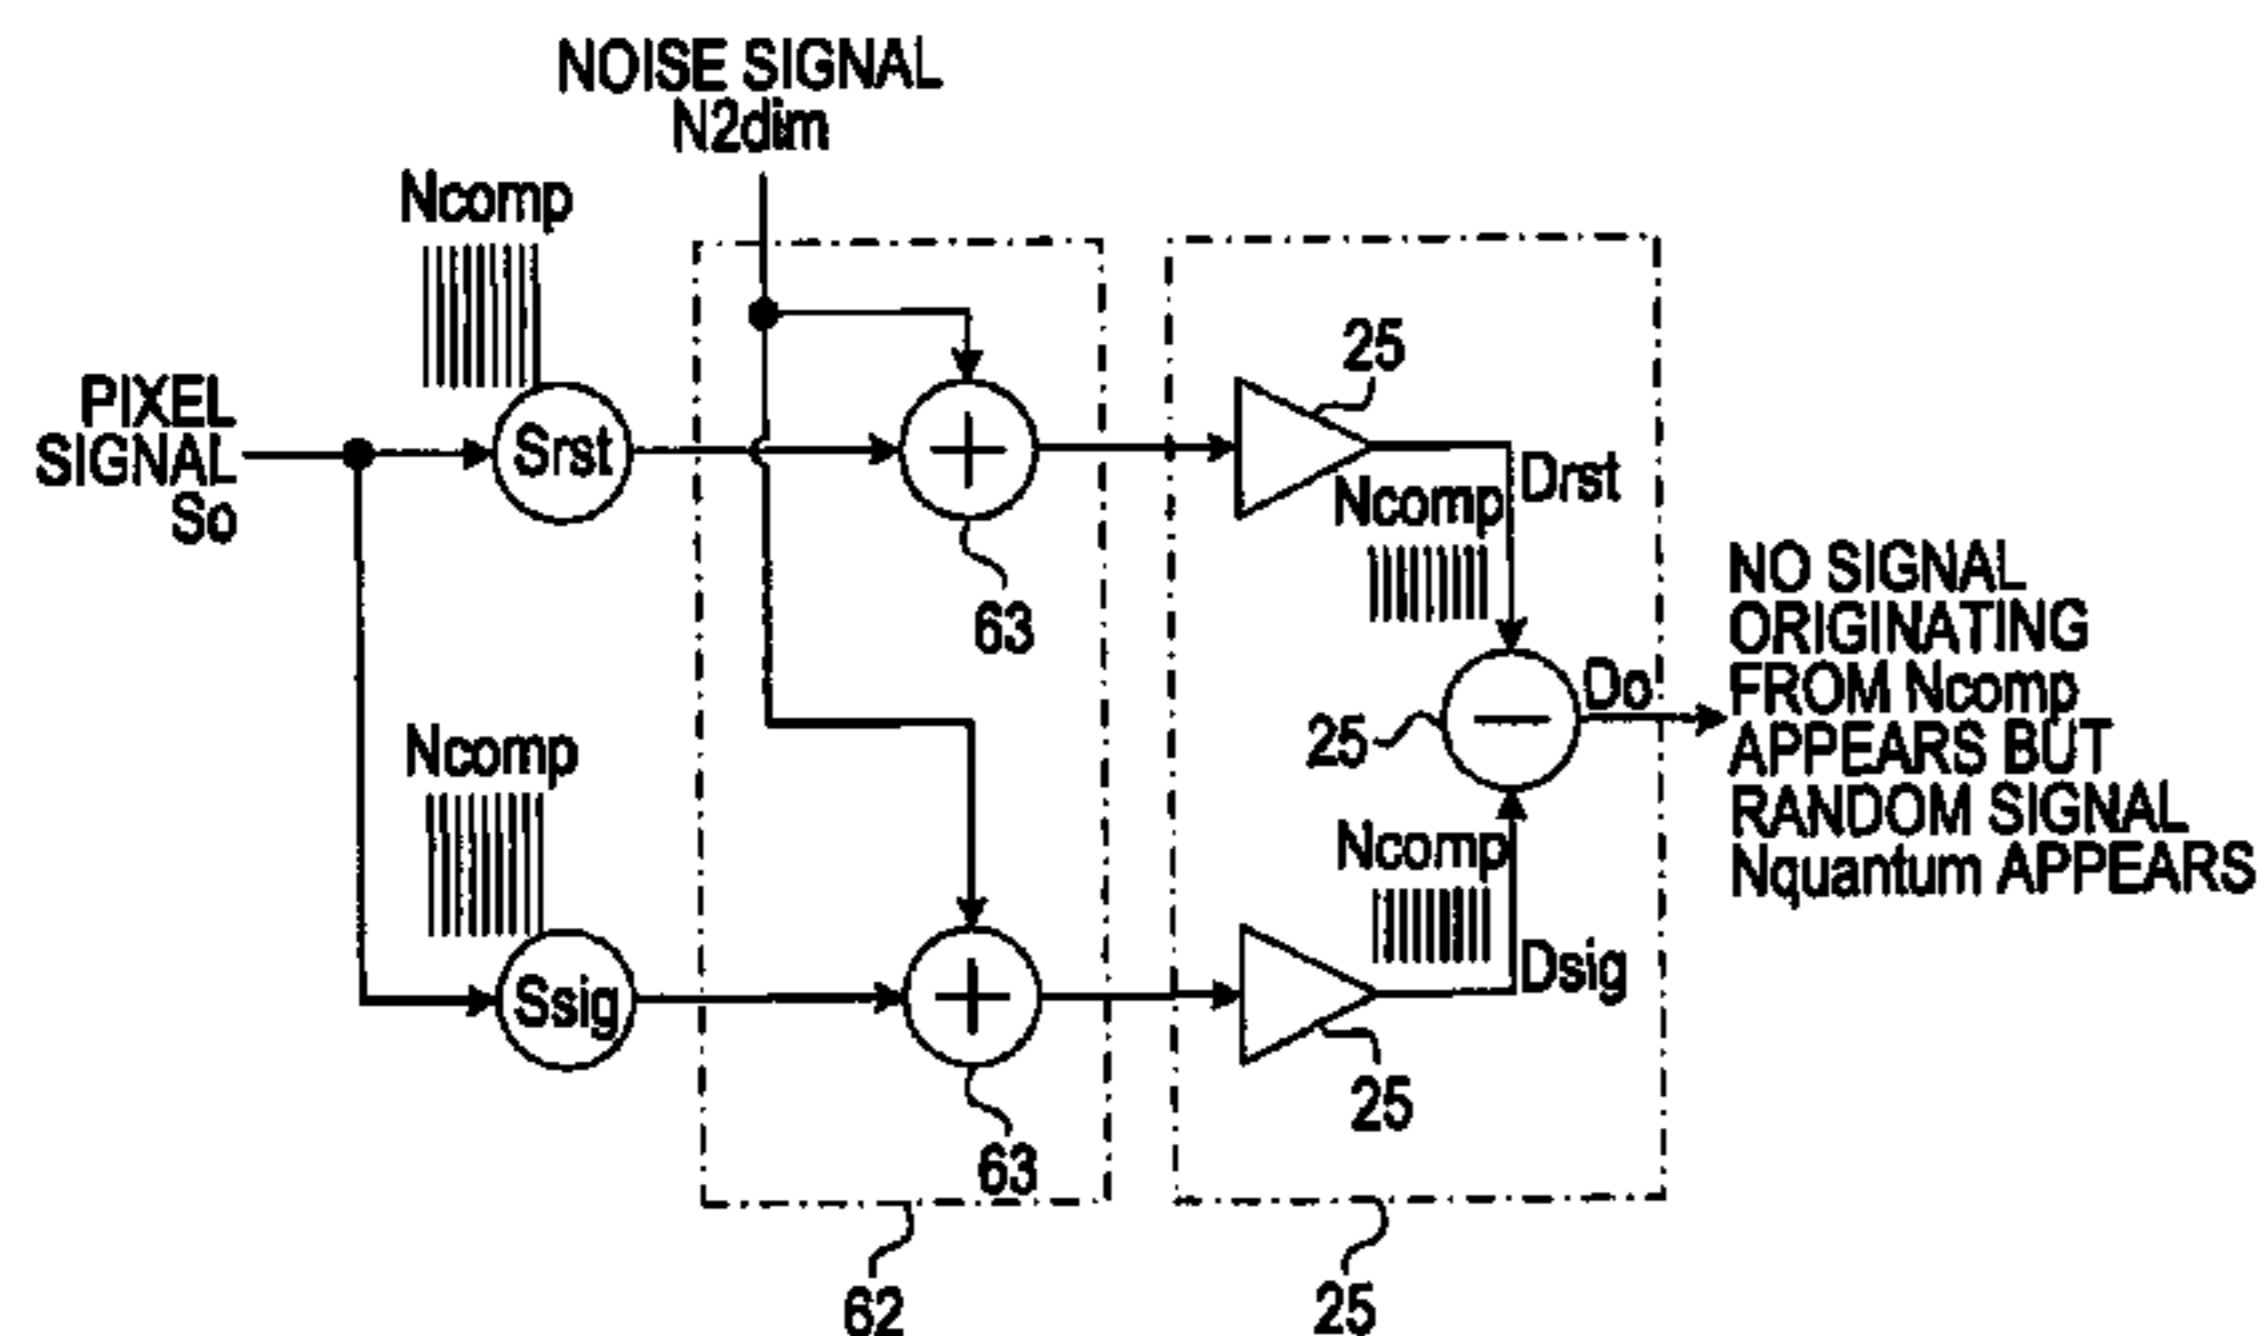 NOISE SIGNAL
N2dim
Ncomp
25
PIXEL
SIGNAL
So
Srst
Ncomp
Drst
63
NO SIGNAL
ORIGINATING
FROM Ncomp
APPEARS BUT
RANDOM SIGNAL
Nquantum APPEARS
Do
25
Ncomp
Ncomp
Ssig
Dsig
25
63
62
25